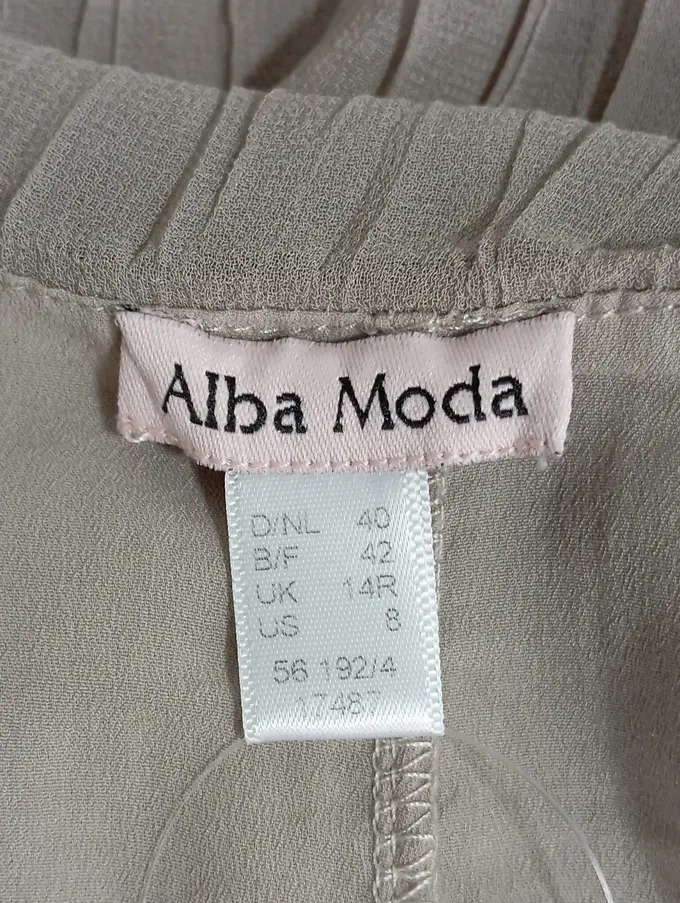 Alba Moda
D/NL 40
B/F 42
UK 14R
US 8
56 192/4
17487